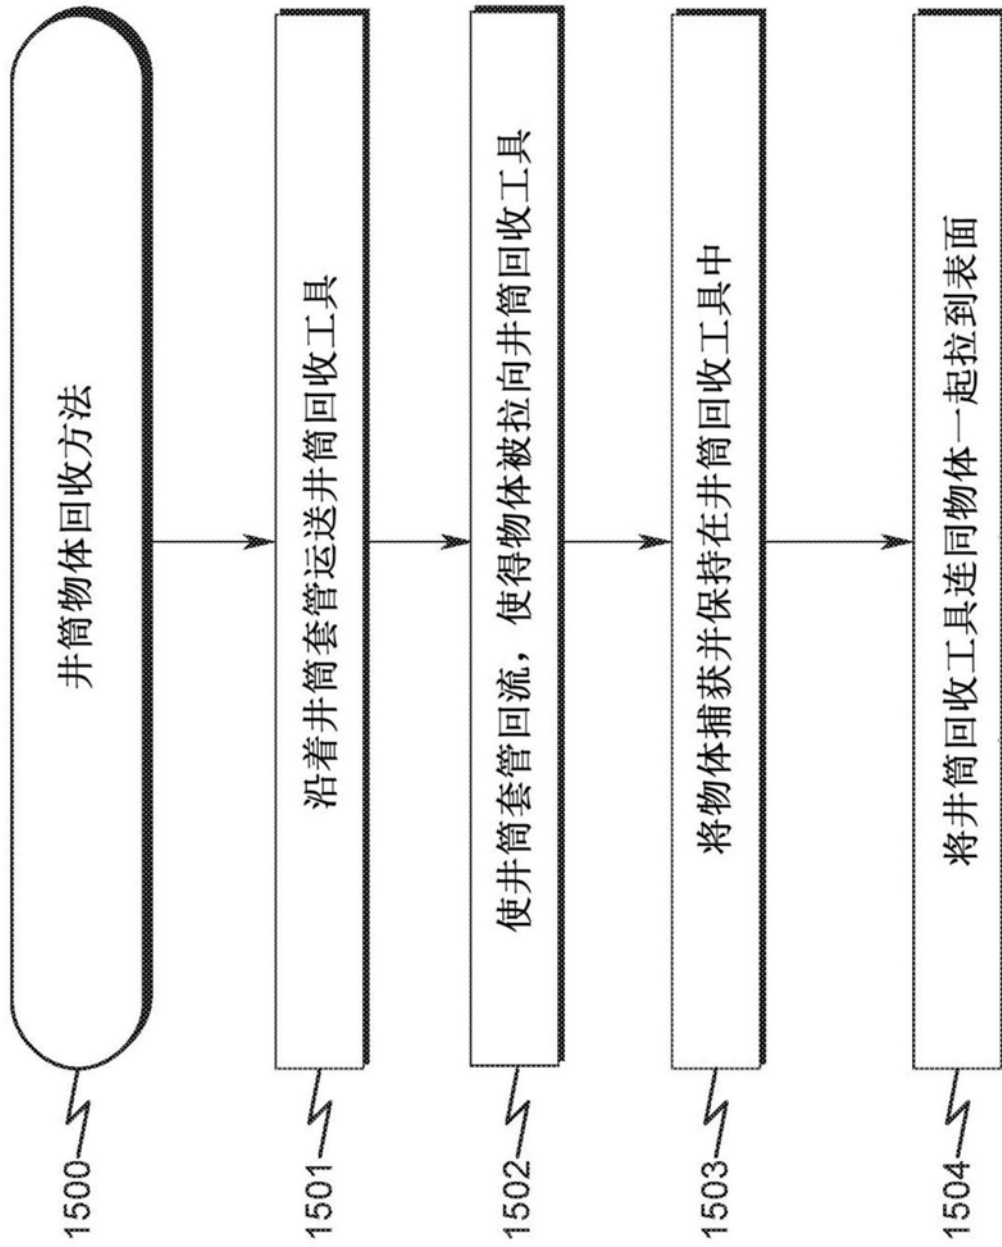 1500
井筒物体回收方法
1501
沿着井筒套管运送井筒回收工具
1502
使井筒套管回流，使得物体被拉向井筒回收工具
1503
将物体捕获并保持在井筒回收工具中
1504
将井筒回收工具连同物体一起拉到表面